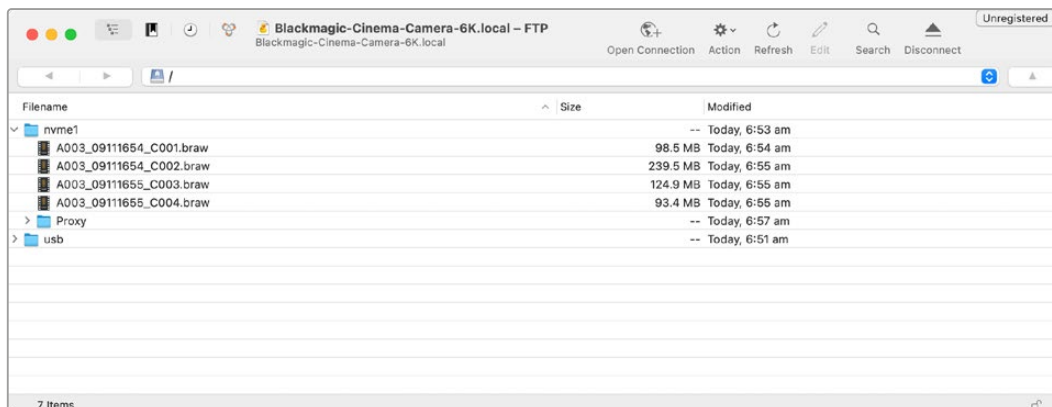 Unregistered
Blackmagic-Cinema-Camera-6K.local – FTP
Blackmagic-Cinema-Camera-6K.local
Open Connection Action Refresh Edit Search Disconnect
/
Filename Size Modified
nvme1 -- Today, 6:53 am
A003_09111654_C001.braw 98.5 MB Today, 6:54 am
A003_09111654_C002.braw 239.5 MB Today, 6:55 am
A003_09111655_C003.braw 124.9 MB Today, 6:55 am
A003_09111655_C004.braw 93.4 MB Today, 6:55 am
Proxy -- Today, 6:57 am
usb -- Today, 6:51 am
7 Items